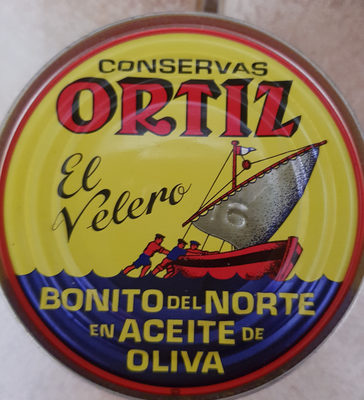 CONSERVAS
ORTIZ
El
Velero
BONITO DEL NORTE
EN ACEITE DE
OLIVA